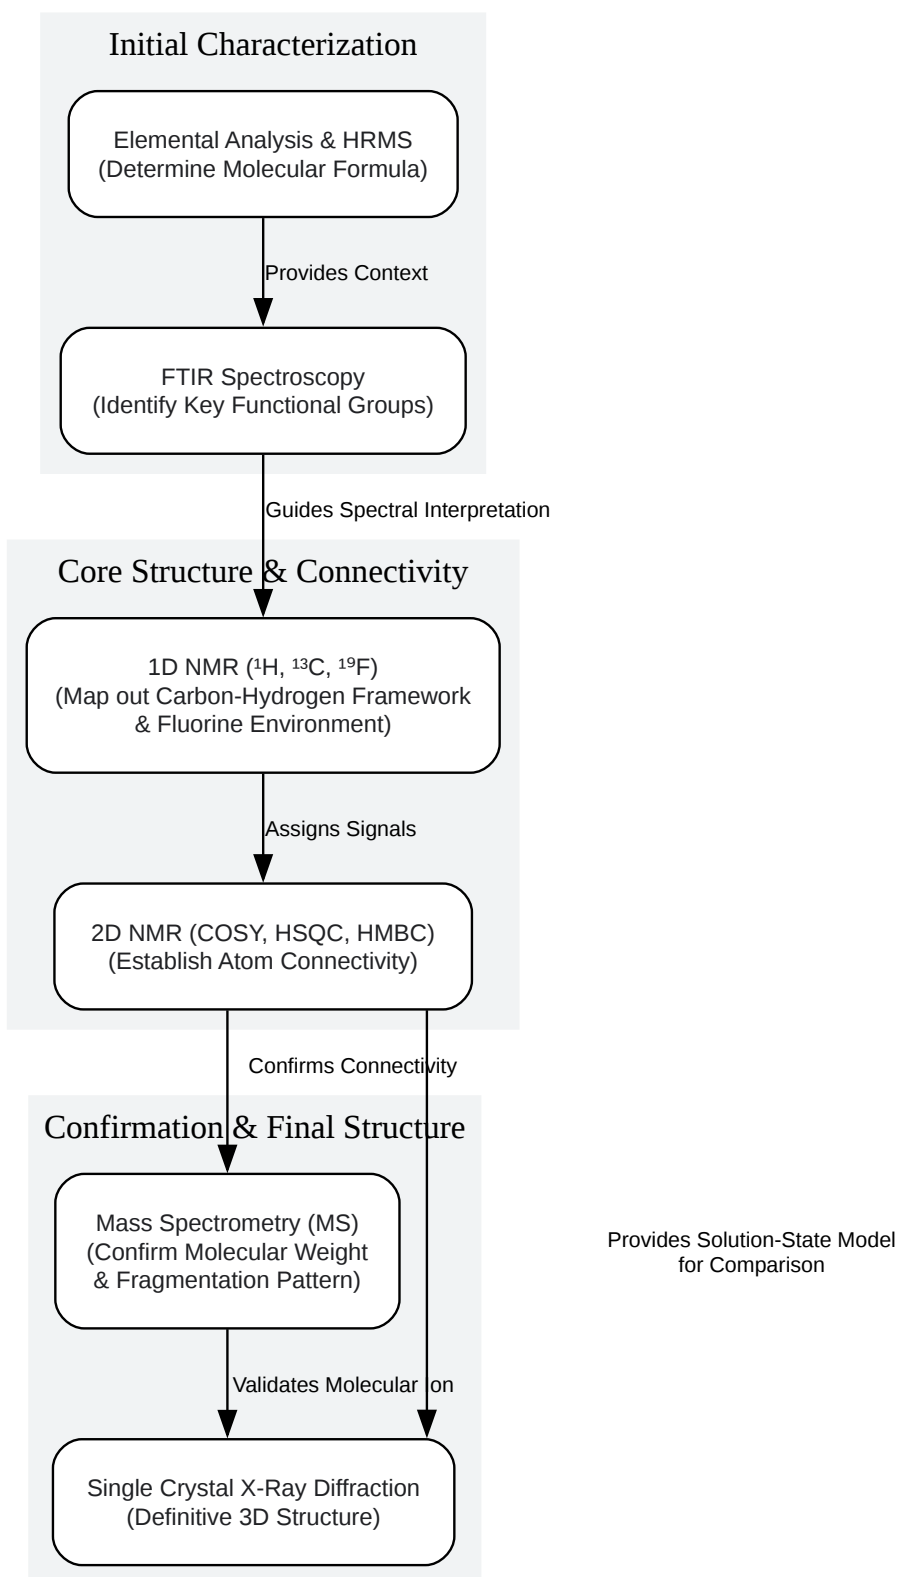 Initial Characterization
Elemental Analysis & HRMS
(Determine Molecular Formula)
Provides Context
FTIR Spectroscopy
(Identify Key Functional Groups)
Guides Spectral Interpretation
Core Structure & Connectivity
1D NMR (¹H, ¹³C, ¹⁹F)
(Map out Carbon-Hydrogen Framework
& Fluorine Environment)
Assigns Signals
2D NMR (COSY, HSQC, HMBC)
(Establish Atom Connectivity)
Confirms Connectivity
Confirmation & Final Structure
Mass Spectrometry (MS)
(Confirm Molecular Weight
& Fragmentation Pattern)
Provides Solution-State Model
for Comparison
Validates Molecular Ion
Single Crystal X-Ray Diffraction
(Definitive 3D Structure)